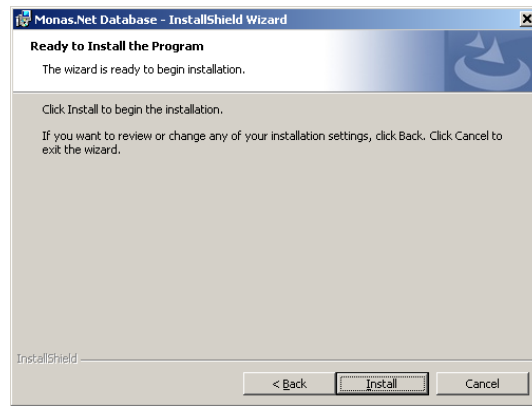 Monas.Net Database - InstallShield Wizard
Ready to Install the Program
The wizard is ready to begin installation.
Click Install to begin the installation.
If you want to review or change any of your installation settings, click Back. Click Cancel to
exit the wizard.
InstallShield
< Back Install Cancel